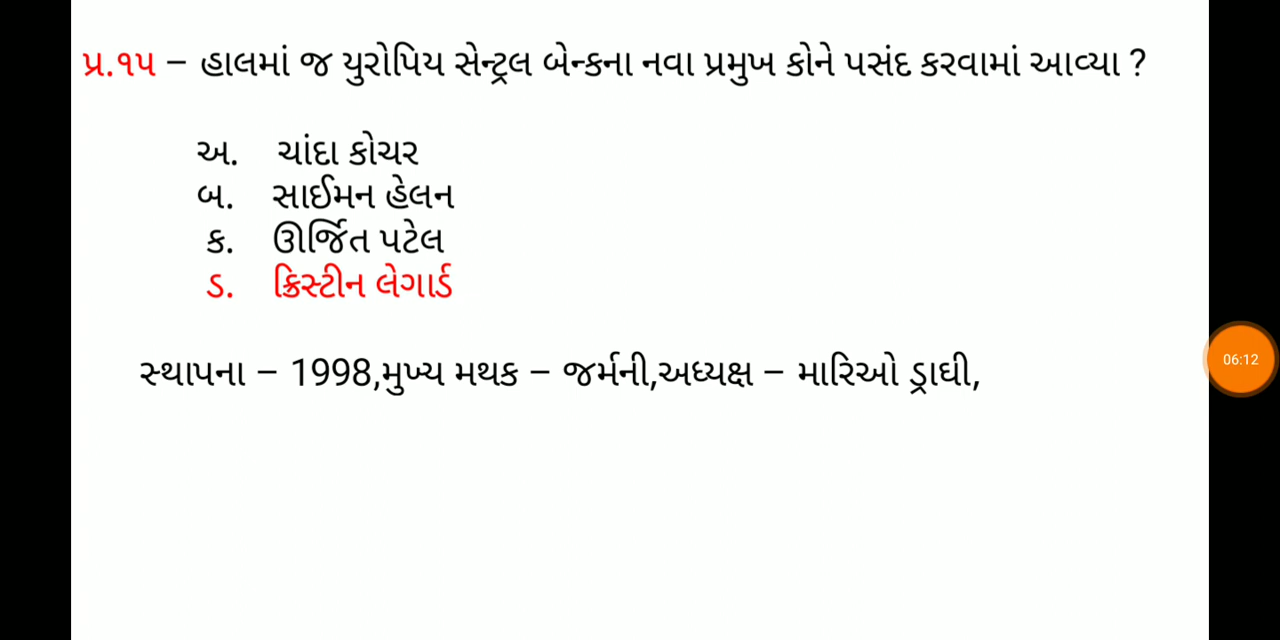 પ્ર.૧૫ – હાલમાં જ યુરોપિય સેન્ટ્રલ બેન્કના નવા પ્રમુખ કોને પસંદ કરવામાં આવ્યા ?
અ. ચાંદા કોચર
બ. સાઈમન હેલન
ક. ઊર્જિત પટેલ
ડ. ક્રિસ્ટીન લેગાર્ડ
સ્થાપના – 1998,મુખ્ય મથક – જર્મની,અધ્યક્ષ – મારિઓ ડ્રાઘી,
06:12